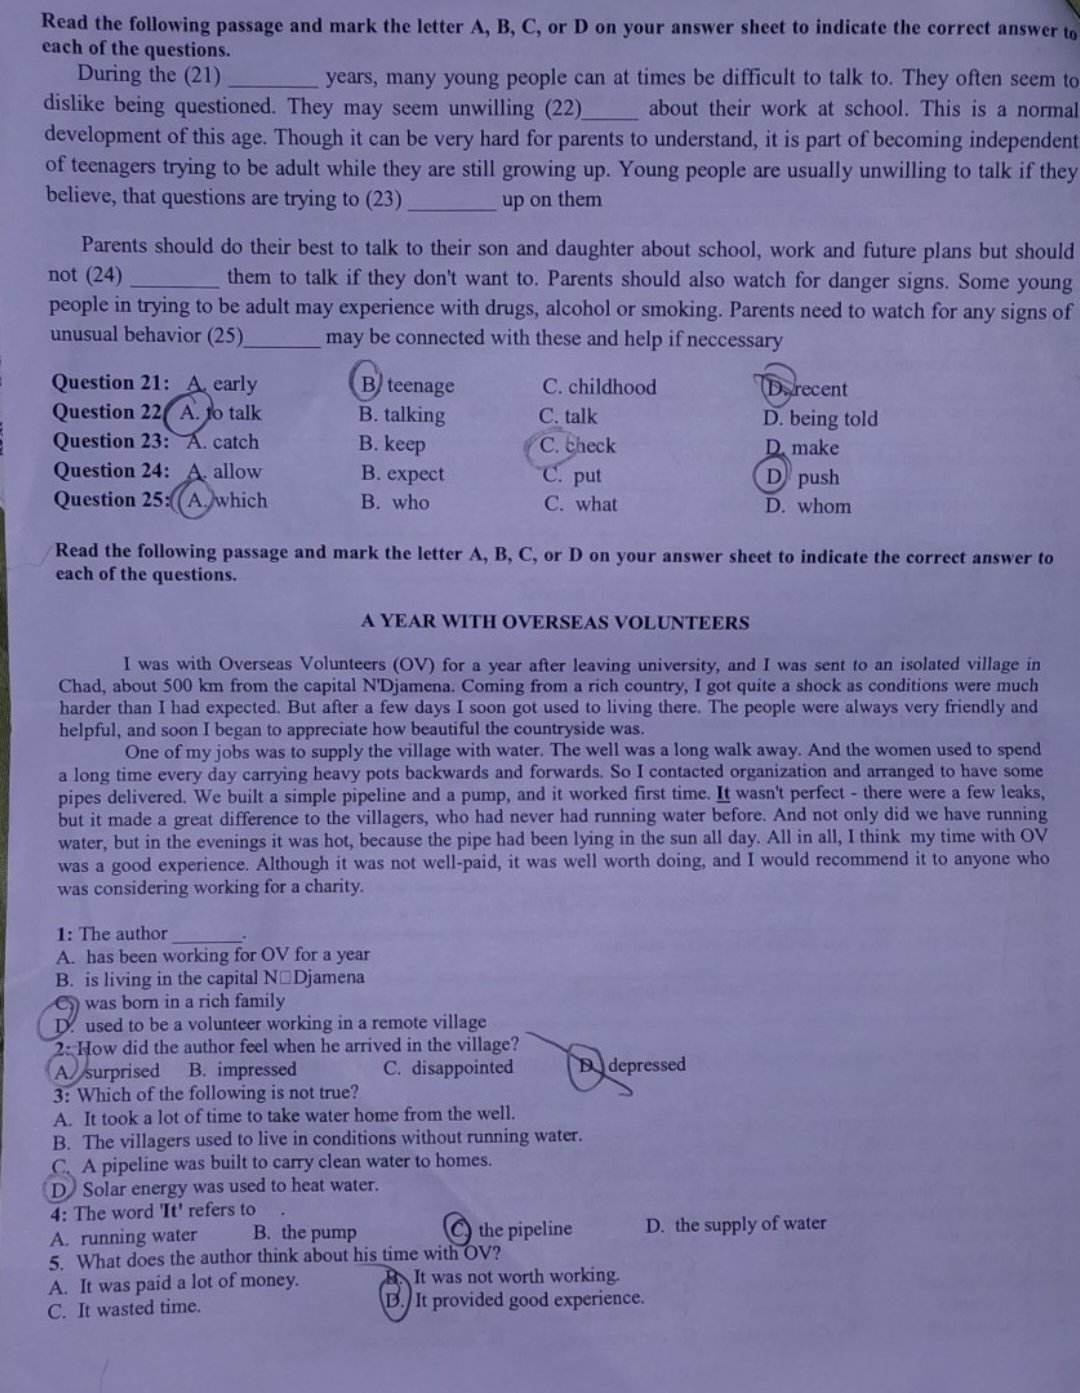 Read the following passage and mark the letter A, B, C, or D on your answer sheet to indicate the correct answer to
each of the questions.
During the (21) ________ years, many young people can at times be difficult to talk to. They often seem to
dislike being questioned. They may seem unwilling (22)_____ about their work at school. This is a normal
development of this age. Though it can be very hard for parents to understand, it is part of becoming independent
of teenagers trying to be adult while they are still growing up. Young people are usually unwilling to talk if they
believe, that questions are trying to (23) ________ up on them
Parents should do their best to talk to their son and daughter about school, work and future plans but should
not (24) ________ them to talk if they don't want to. Parents should also watch for danger signs. Some young
people in trying to be adult may experience with drugs, alcohol or smoking. Parents need to watch for any signs of
unusual behavior (25)_______ may be connected with these and help if neccessary
Question 21: A. early B. teenage C. childhood D. recent
Question 22: A. to talk B. talking C. talk D. being told
Question 23: A. catch B. keep C. check D. make
Question 24: A. allow B. expect C. put D. push
Question 25: A. which B. who C. what D. whom
Read the following passage and mark the letter A, B, C, or D on your answer sheet to indicate the correct answer to
each of the questions.
A YEAR WITH OVERSEAS VOLUNTEERS
I was with Overseas Volunteers (OV) for a year after leaving university, and I was sent to an isolated village in
Chad, about 500 km from the capital N'Djamena. Coming from a rich country, I got quite a shock as conditions were much
harder than I had expected. But after a few days I soon got used to living there. The people were always very friendly and
helpful, and soon I began to appreciate how beautiful the countryside was.
One of my jobs was to supply the village with water. The well was a long walk away. And the women used to spend
a long time every day carrying heavy pots backwards and forwards. So I contacted organization and arranged to have some
pipes delivered. We built a simple pipeline and a pump, and it worked first time. It wasn't perfect - there were a few leaks,
but it made a great difference to the villagers, who had never had running water before. And not only did we have running
water, but in the evenings it was hot, because the pipe had been lying in the sun all day. All in all, I think my time with OV
was a good experience. Although it was not well-paid, it was well worth doing, and I would recommend it to anyone who
was considering working for a charity.
1: The author _______.
A. has been working for OV for a year
B. is living in the capital N□Djamena
C. was born in a rich family
D. used to be a volunteer working in a remote village
2: How did the author feel when he arrived in the village?
A. surprised B. impressed C. disappointed D. depressed
3: Which of the following is not true?
A. It took a lot of time to take water home from the well.
B. The villagers used to live in conditions without running water.
C. A pipeline was built to carry clean water to homes.
D. Solar energy was used to heat water.
4: The word 'It' refers to .
A. running water B. the pump C. the pipeline D. the supply of water
5. What does the author think about his time with OV?
A. It was paid a lot of money. B. It was not worth working.
C. It wasted time. D. It provided good experience.